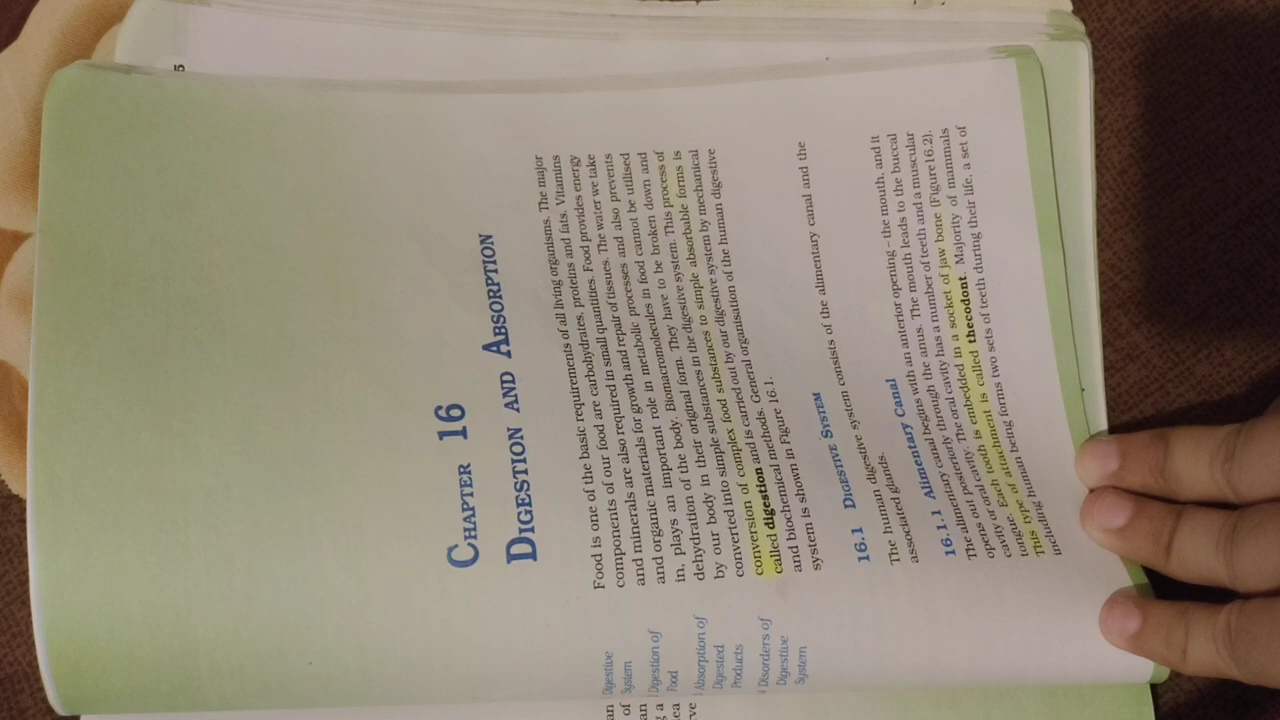 CHAPTER 16
DIGESTION AND ABSORPTION
Digestive
System
Digestion of
Food
Absorption of
Digested
Products
Disorders of
Digestive
System
Food is one of the basic requirements of all living organisms. The major
components of our food are carbohydrates, proteins and fats. Vitamins
and minerals are also required in small quantities. Food provides energy
and organic materials for growth and repair of tissues. The water we take
in, plays an important role in metabolic processes and also prevents
dehydration of the body. Biomacromolecules in food cannot be utilised
by our body in their original form. They have to be broken down and
converted into simple substances in the digestive system. This process of
conversion of complex food substances to simple absorbable forms is
called digestion and is carried out by our digestive system by mechanical
and biochemical methods. General organisation of the human digestive
system is shown in Figure 16.1.
16.1 DIGESTIVE SYSTEM
The human digestive system consists of the alimentary canal and the
associated glands.
16.1.1 Alimentary Canal
The alimentary canal begins with an anterior opening – the mouth, and it
opens out posteriorly through the anus. The mouth leads to the buccal
cavity or oral cavity. The oral cavity has a number of teeth and a muscular
tongue. Each tooth is embedded in a socket of jaw bone (Figure 16.2).
This type of attachment is called thecodont. Majority of mammals
including human being forms two sets of teeth during their life, a set of